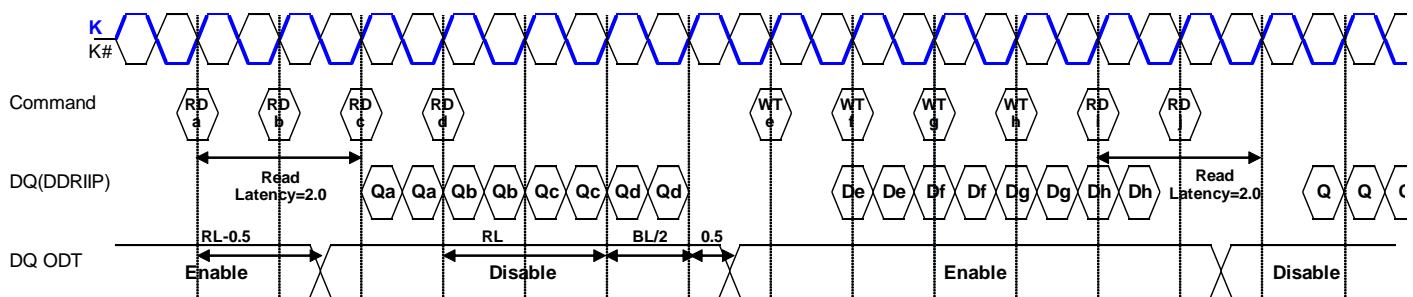 K
K#
Command
RD a RD b RD c RD d WT e WT f WT g WT h RD i RD j
Read Latency=2.0 Read Latency=2.0
DQ(DDRIIP)
Qa Qa Qb Qb Qc Qc Qd Qd De De Df Df Dg Dg Dh Dh Q Q
RL-0.5 RL BL/2 0.5
DQ ODT
Enable Disable Enable Disable